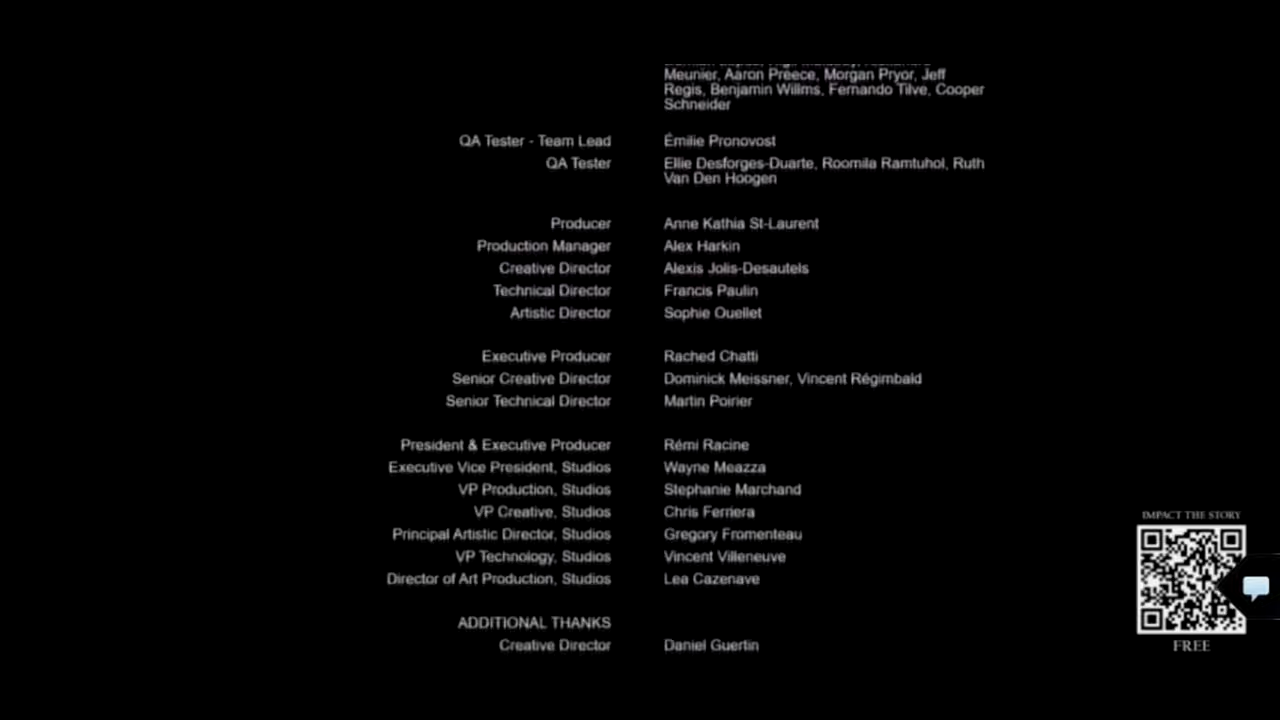 Meunier, Aaron Preece, Morgan Pryor, Jeff
Regis, Benjamin Willms, Fernando Tilve, Cooper
Schneider
QA Tester - Team Lead Émilie Pronovost
QA Tester Ellie Desforges-Duarte, Roomila Ramtuhol, Ruth
Van Den Hoogen
Producer Anne Kathia St-Laurent
Production Manager Alex Harkin
Creative Director Alexis Jolis-Desautels
Technical Director Francis Paulin
Artistic Director Sophie Ouellet
Executive Producer Rached Chatti
Senior Creative Director Dominick Meissner, Vincent Régimbald
Senior Technical Director Martin Poirier
President & Executive Producer Rémi Racine
Executive Vice President, Studios Wayne Meazza
VP Production, Studios Stephanie Marchand
VP Creative, Studios Chris Ferriera
Principal Artistic Director, Studios Gregory Fromenteau
VP Technology, Studios Vincent Villeneuve
Director of Art Production, Studios Lea Cazenave
ADDITIONAL THANKS
Creative Director Daniel Guertin
IMPACT THE STORY
FREE